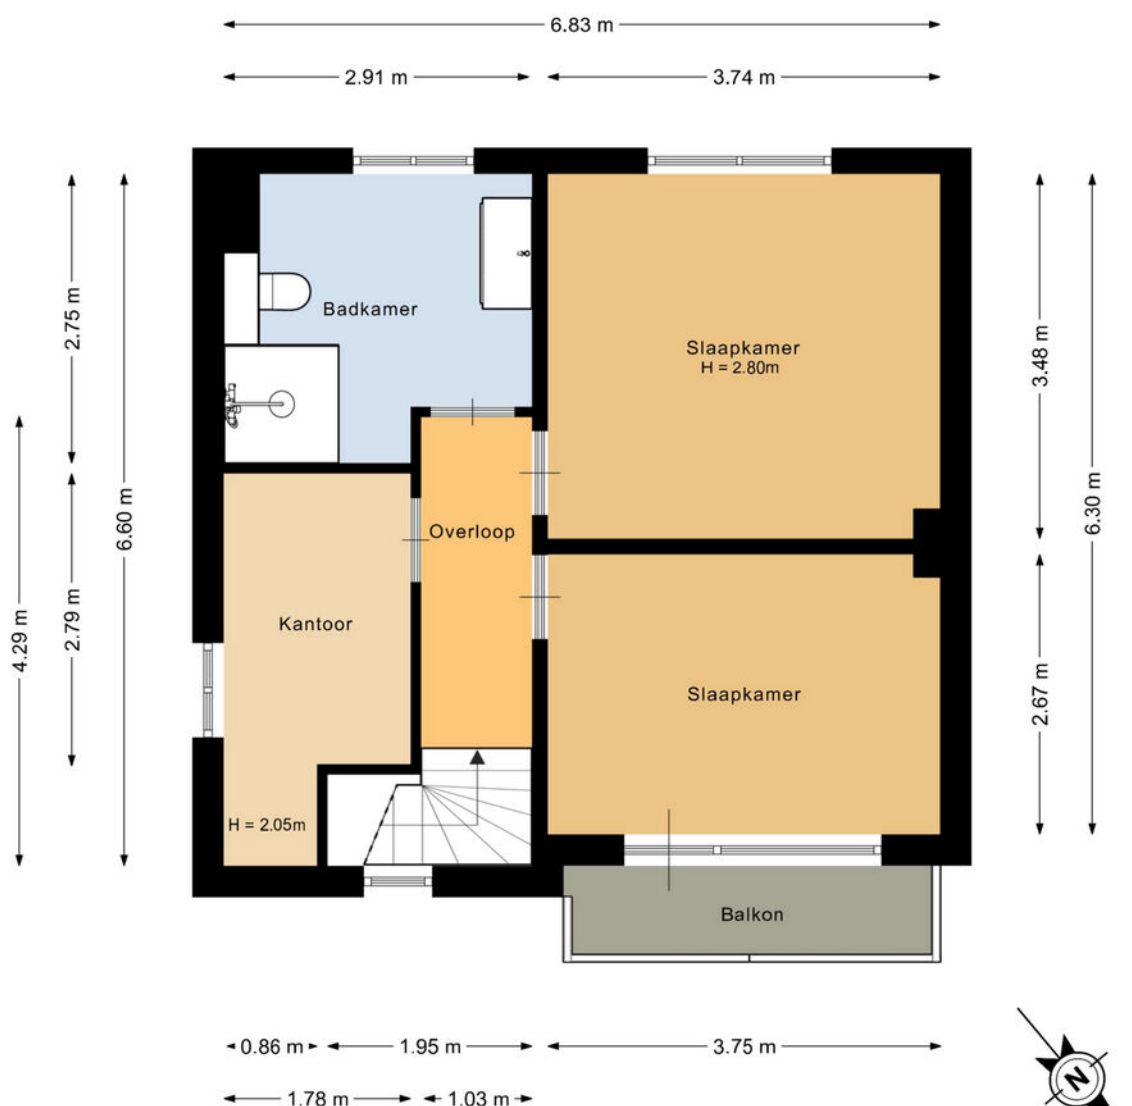 6.83 m
2.91 m
3.74 m
2.75 m
6.60 m
4.29 m
2.79 m
3.48 m
6.30 m
2.67 m
Badkamer
Slaapkamer
H = 2.80m
Overloop
Kantoor
Slaapkamer
H = 2.05m
Balkon
0.86 m
1.95 m
3.75 m
1.78 m
1.03 m
N